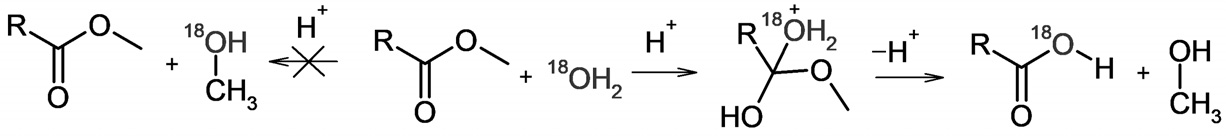 R O O + 18OH CH3 H+
R O O + 18OH2 H+
R 18OH2+ O HO –H+
R 18O H O + OH CH3